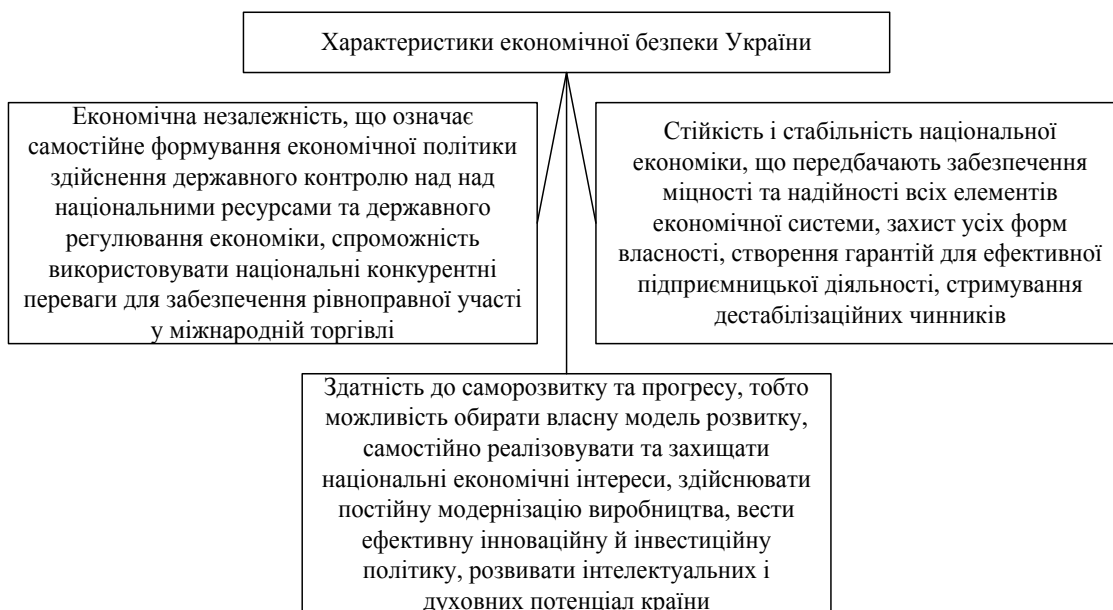 Характеристики економічної безпеки України
Економічна незалежність, що означає
самостійне формування економічної політики
здійснення державного контролю над над
національними ресурсами та державного
регулювання економіки, спроможність
використовувати національні конкурентні
переваги для забезпечення рівноправної участі
у міжнародній торгівлі
Стійкість і стабільність національної
економіки, що передбачають забезпечення
міцності та надійності всіх елементів
економічної системи, захист усіх форм
власності, створення гарантій для ефективної
підприємницької діяльності, стримування
дестабілізаційних чинників
Здатність до саморозвитку та прогресу, тобто
можливість обирати власну модель розвитку,
самостійно реалізовувати та захищати
національні економічні інтереси, здійснювати
постійну модернізацію виробництва, вести
ефективну інноваційну й інвестиційну
політику, розвивати інтелектуальних і
духовних потенціал країни